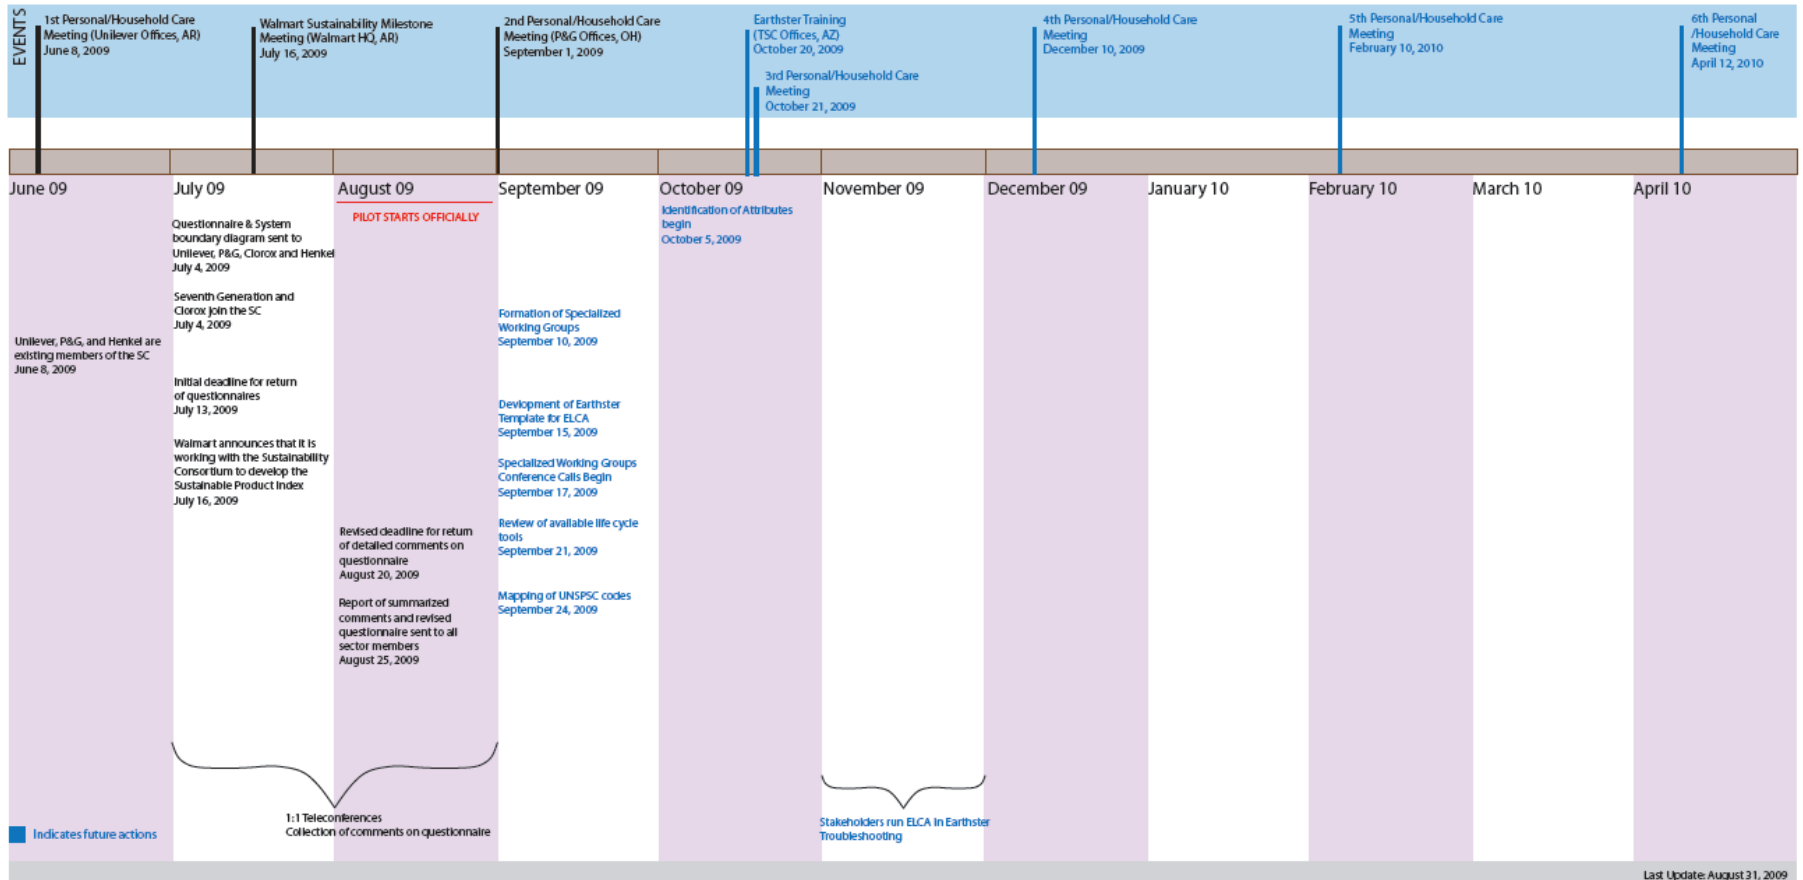 EVENTS
1st Personal/Household Care
Meeting (Unilever Offices, AR)
June 8, 2009
Walmart Sustainability Milestone
Meeting (Walmart HQ, AR)
July 16, 2009
2nd Personal/Household Care
Meeting (P&G Offices, OH)
September 1, 2009
Earthster Training
(TSC Offices, AZ)
October 20, 2009
3rd Personal/Household Care
Meeting
October 21, 2009
4th Personal/Household Care
Meeting
December 10, 2009
5th Personal/Household Care
Meeting
February 10, 2010
6th Personal
/Household Care
Meeting
April 12, 2010
June 09
July 09
August 09
September 09
October 09
November 09
December 09
January 10
February 10
March 10
April 10
Unilever, P&G, and Henkel are
existing members of the SC
June 8, 2009
Questionnaire & System
boundary diagram sent to
Unilever, P&G, Clorox and Henkel
July 4, 2009
Seventh Generation and
Clorox join the SC
July 4, 2009
Initial deadline for return
of questionnaires
July 13, 2009
Walmart announces that it is
working with the Sustainability
Consortium to develop the
Sustainable Product Index
July 16, 2009
PILOT STARTS OFFICIALLY
Revised deadline for return
of detailed comments on
questionnaire
August 20, 2009
Report of summarized
comments and revised
questionnaire sent to all
sector members
August 25, 2009
Formation of Specialized
Working Groups
September 10, 2009
Devlopment of Earthster
Template for ELCA
September 15, 2009
Specialized Working Groups
Conference Calls Begin
September 17, 2009
Review of available life cycle
tools
September 21, 2009
Mapping of UNSPSC codes
September 24, 2009
Identification of Attributes
begin
October 5, 2009
1:1 Teleconferences
Collection of comments on questionnaire
Stakeholders run ELCA in Earthster
Troubleshooting
Indicates future actions
Last Update: August 31, 2009